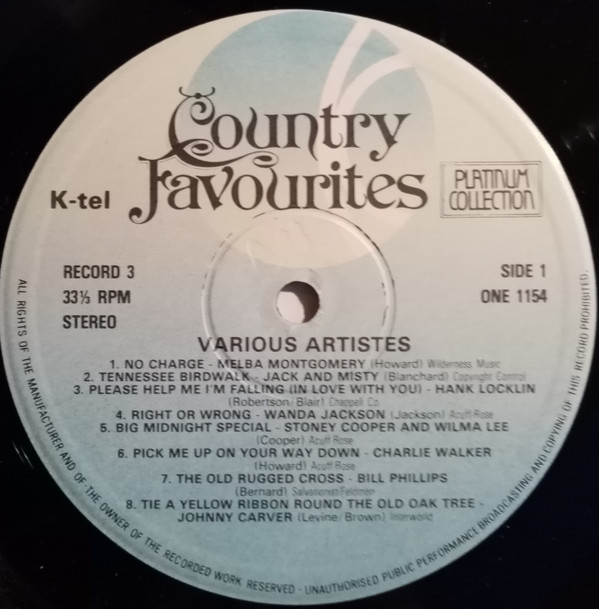 Country
Favourites
K-tel
PLATINUM
COLLECTION
RECORD 3
33⅓ RPM
STEREO
SIDE 1
ONE 1154
VARIOUS ARTISTES
1. NO CHARGE - MELBA MONTGOMERY (Howard) Wilderness Music
2. TENNESSEE BIRDWALK - JACK AND MISTY (Blanchard) Copyright Control
3. PLEASE HELP ME I'M FALLING (IN LOVE WITH YOU) - HANK LOCKLIN
(Robertson/Blair) Chappell Co.
4. RIGHT OR WRONG - WANDA JACKSON (Jackson) Acuff Rose
5. BIG MIDNIGHT SPECIAL - STONEY COOPER AND WILMA LEE
(Cooper) Acuff Rose
6. PICK ME UP ON YOUR WAY DOWN - CHARLIE WALKER
(Howard) Acuff Rose
7. THE OLD RUGGED CROSS - BILL PHILLIPS
(Bernard) Salvationist-Feldman
8. TIE A YELLOW RIBBON ROUND THE OLD OAK TREE -
JOHNNY CARVER (Levine/Brown) Interworld
ALL RIGHTS OF THE MANUFACTURER AND OF THE OWNER OF THE RECORDED WORK RESERVED - UNAUTHORISED PUBLIC PERFORMANCE BROADCASTING AND COPYING OF THIS RECORD PROHIBITED.